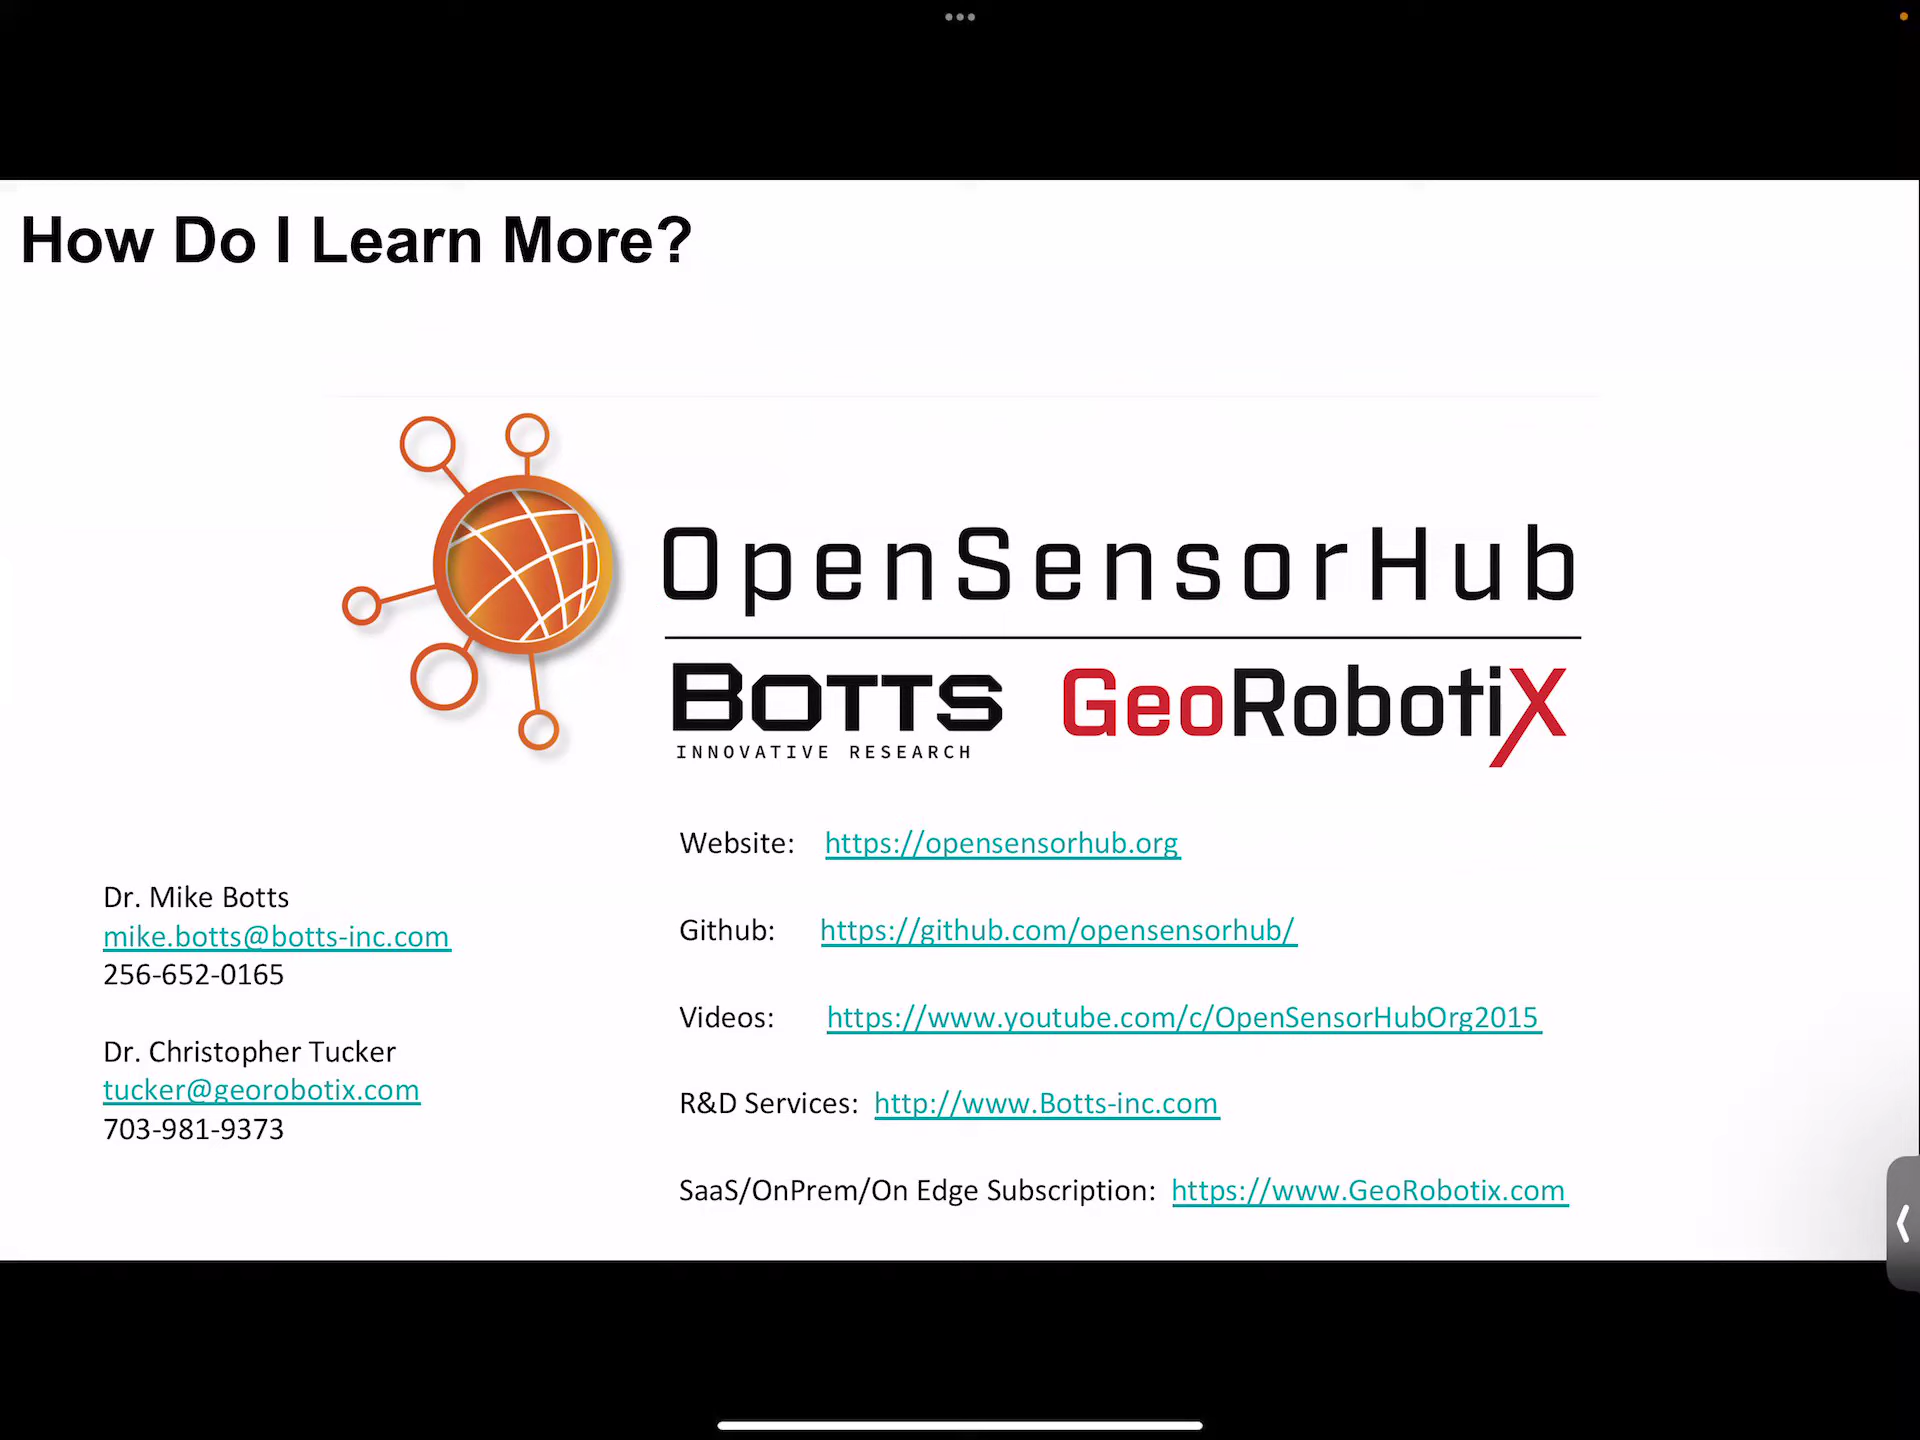 How Do I Learn More?
OpenSensorHub
BOTTS
INNOVATIVE RESEARCH
GeoRobotiX
Dr. Mike Botts
mike.botts@botts-inc.com
256-652-0165
Dr. Christopher Tucker
tucker@georobotix.com
703-981-9373
Website: https://opensensorhub.org
Github: https://github.com/opensensorhub/
Videos: https://www.youtube.com/c/OpenSensorHubOrg2015
R&D Services: http://www.Botts-inc.com
SaaS/OnPrem/On Edge Subscription: https://www.GeoRobotix.com